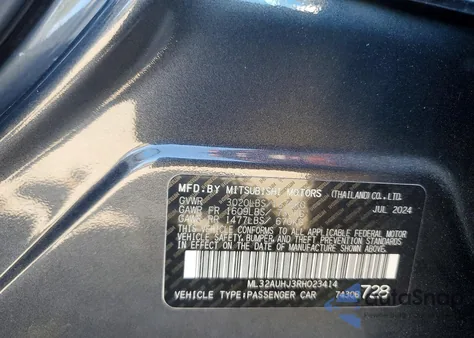 MFD.BY MITSUBISHI MOTORS (THAILAND) CO., LTD.
GVWR 3020LBS JUL 2024
GAWR FR 1609LBS
GAWR RR 1477LBS
THIS VEHICLE CONFORMS TO ALL APPLICABLE FEDERAL MOTOR
VEHICLE SAFETY, BUMPER, AND THEFT PREVENTION STANDARDS
IN EFFECT ON THE DATE OF MANUFACTURE SHOWN ABOVE.
ML32AUHJ3RH023414
VEHICLE TYPE:PASSENGER CAR 74306 728
AutoSnap